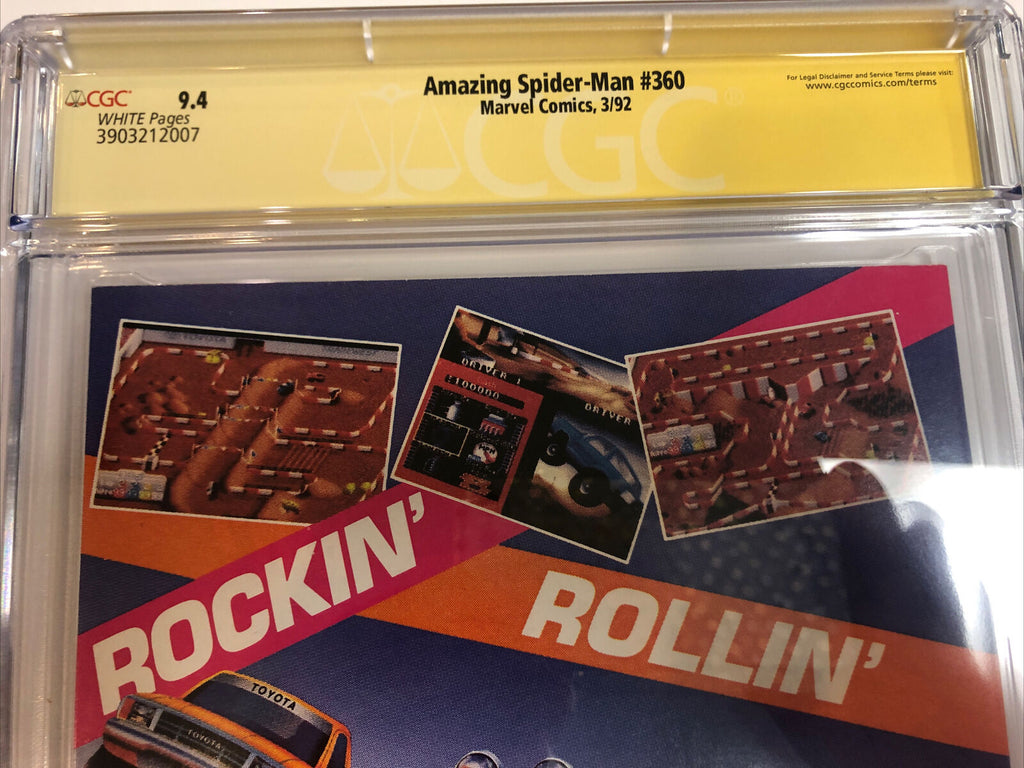 CGC 9.4
WHITE Pages
3903212007
Amazing Spider-Man #360
Marvel Comics, 3/92
For Legal Disclaimer and Service Terms please visit:
www.cgccomics.com/terms
CGC
DRIVER 1
:100000
DRIVER
ROCKIN'
ROLLIN'
TOYOTA
TOYOTA